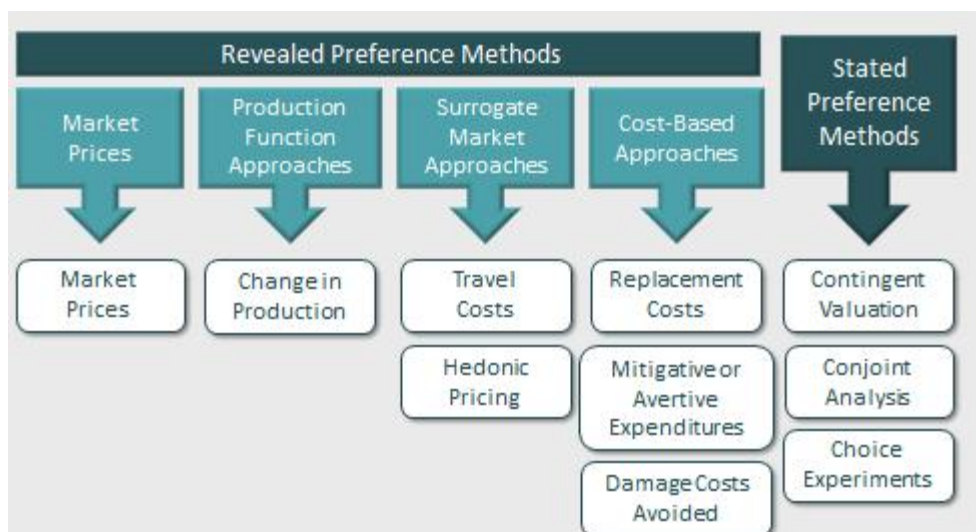 Revealed Preference Methods
Market
Prices
Production
Function
Approaches
Surrogate
Market
Approaches
Cost-Based
Approaches
Stated
Preference
Methods
Market
Prices
Change in
Production
Travel
Costs
Hedonic
Pricing
Replacement
Costs
Mitigative or
Avertive
Expenditures
Damage Costs
Avoided
Contingent
Valuation
Conjoint
Analysis
Choice
Experiments